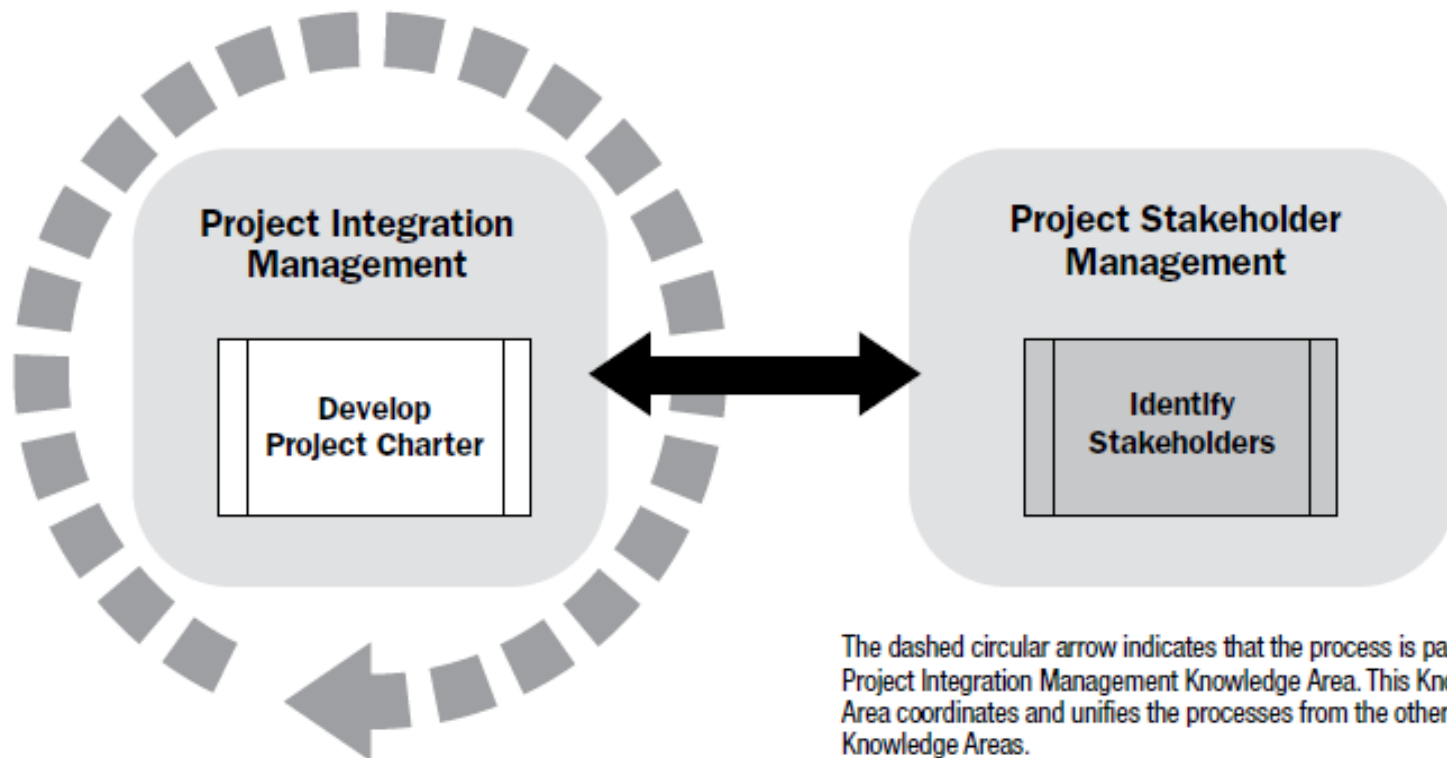 Project Integration
Management
Develop
Project Charter
Project Stakeholder
Management
Identify
Stakeholders
The dashed circular arrow indicates that the process is pa
Project Integration Management Knowledge Area. This Kno
Area coordinates and unifies the processes from the other
Knowledge Areas.